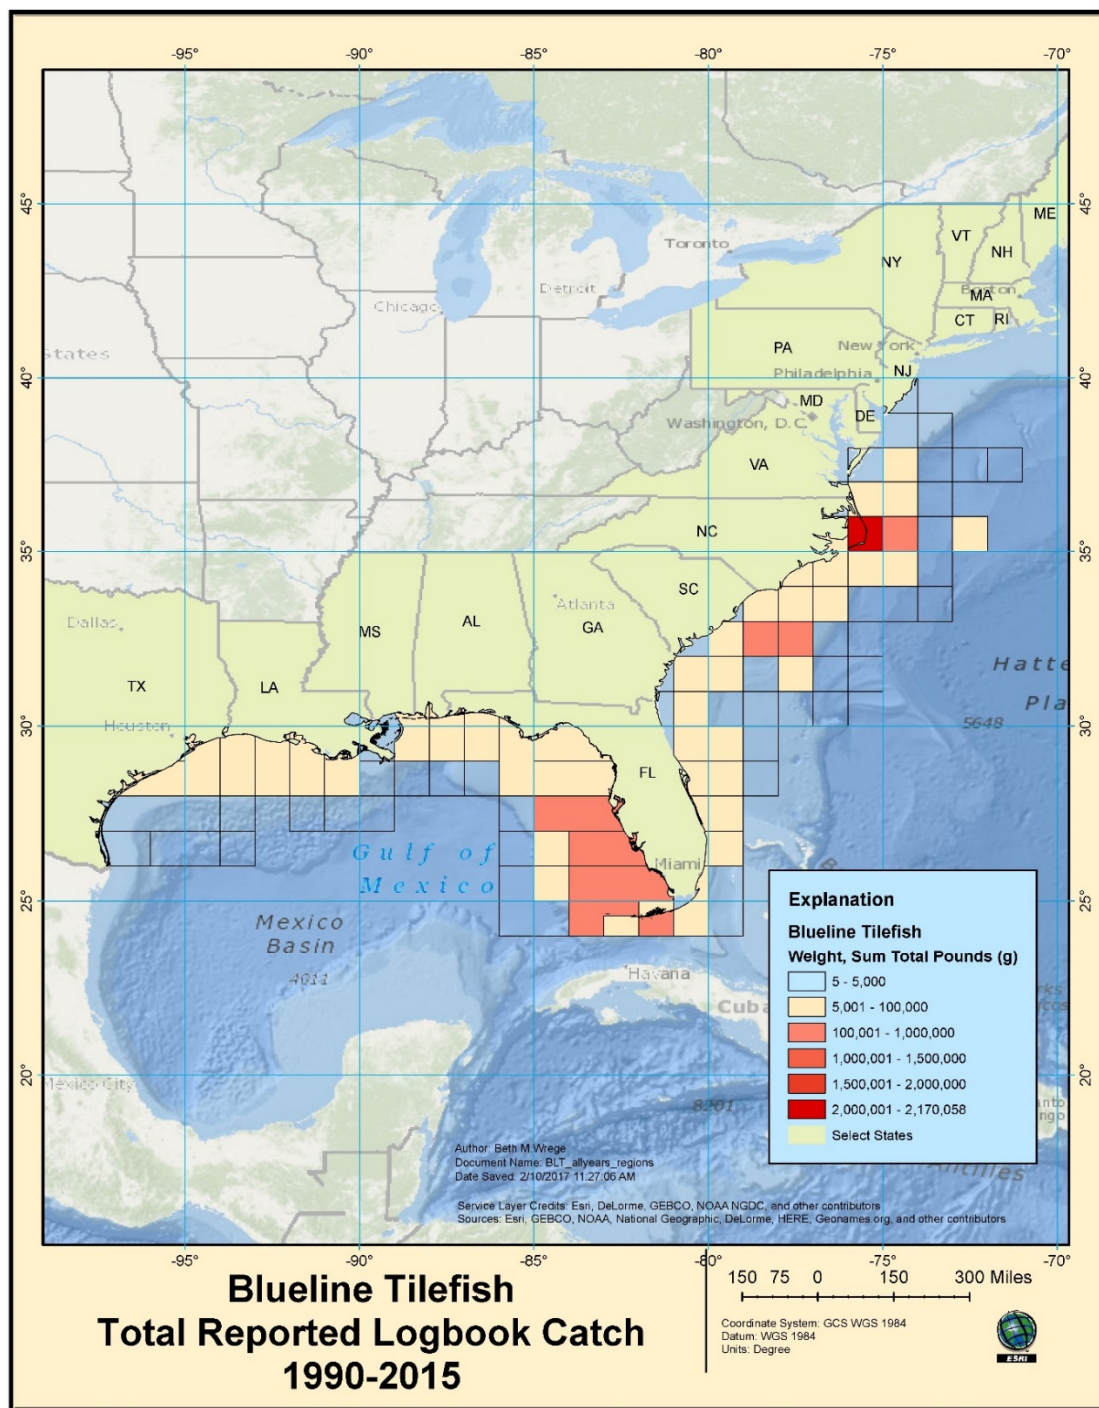 -95° -90° -85° -80° -75° -70°
45° 45°
40° 40°
35° 35°
30° 30°
25° 25°
20° 20°
ME
VT
NH
NY
Toronto
Boston
MA
Detroit
Chicago
CT RI
PA
New York
States
Philadelphia
NJ
MD
DE
Washington, D.C.
VA
NC
SC
Atlanta
GA
AL
MS
Dallas
TX
LA
Houston
Hatte
Pla
5648
FL
Gulf of
Mexico
Miami
Mexico
Basin
4011
Havana
Cuba
Mexico City
8201
Antilles
Explanation
Blueline Tilefish
Weight, Sum Total Pounds (g)
5 - 5,000
5,001 - 100,000
100,001 - 1,000,000
1,000,001 - 1,500,000
1,500,001 - 2,000,000
2,000,001 - 2,170,058
Select States
Author: Beth M Wrege
Document Name: BLT_allyears_regions
Date Saved: 2/10/2017 11:27:06 AM
Service Layer Credits: Esri, DeLorme, GEBCO, NOAA NGDC, and other contributors
Sources: Esri, GEBCO, NOAA, National Geographic, DeLorme, HERE, Geonames.org, and other contributors
-95° -90° -85° -80° -75° -70°
Blueline Tilefish
Total Reported Logbook Catch
1990-2015
150 75 0 150 300 Miles
Coordinate System: GCS WGS 1984
Datum: WGS 1984
Units: Degree
ESRI